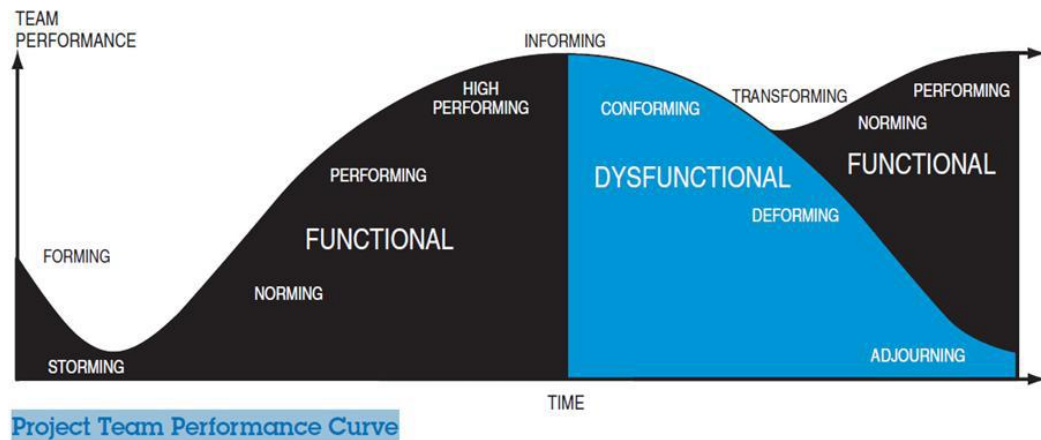 TEAM
PERFORMANCE
INFORMING
HIGH
PERFORMING
CONFORMING
TRANSFORMING
PERFORMING
NORMING
PERFORMING
DYSFUNCTIONAL
FUNCTIONAL
DEFORMING
FORMING
FUNCTIONAL
NORMING
STORMING
ADJOURNING
TIME
Project Team Performance Curve